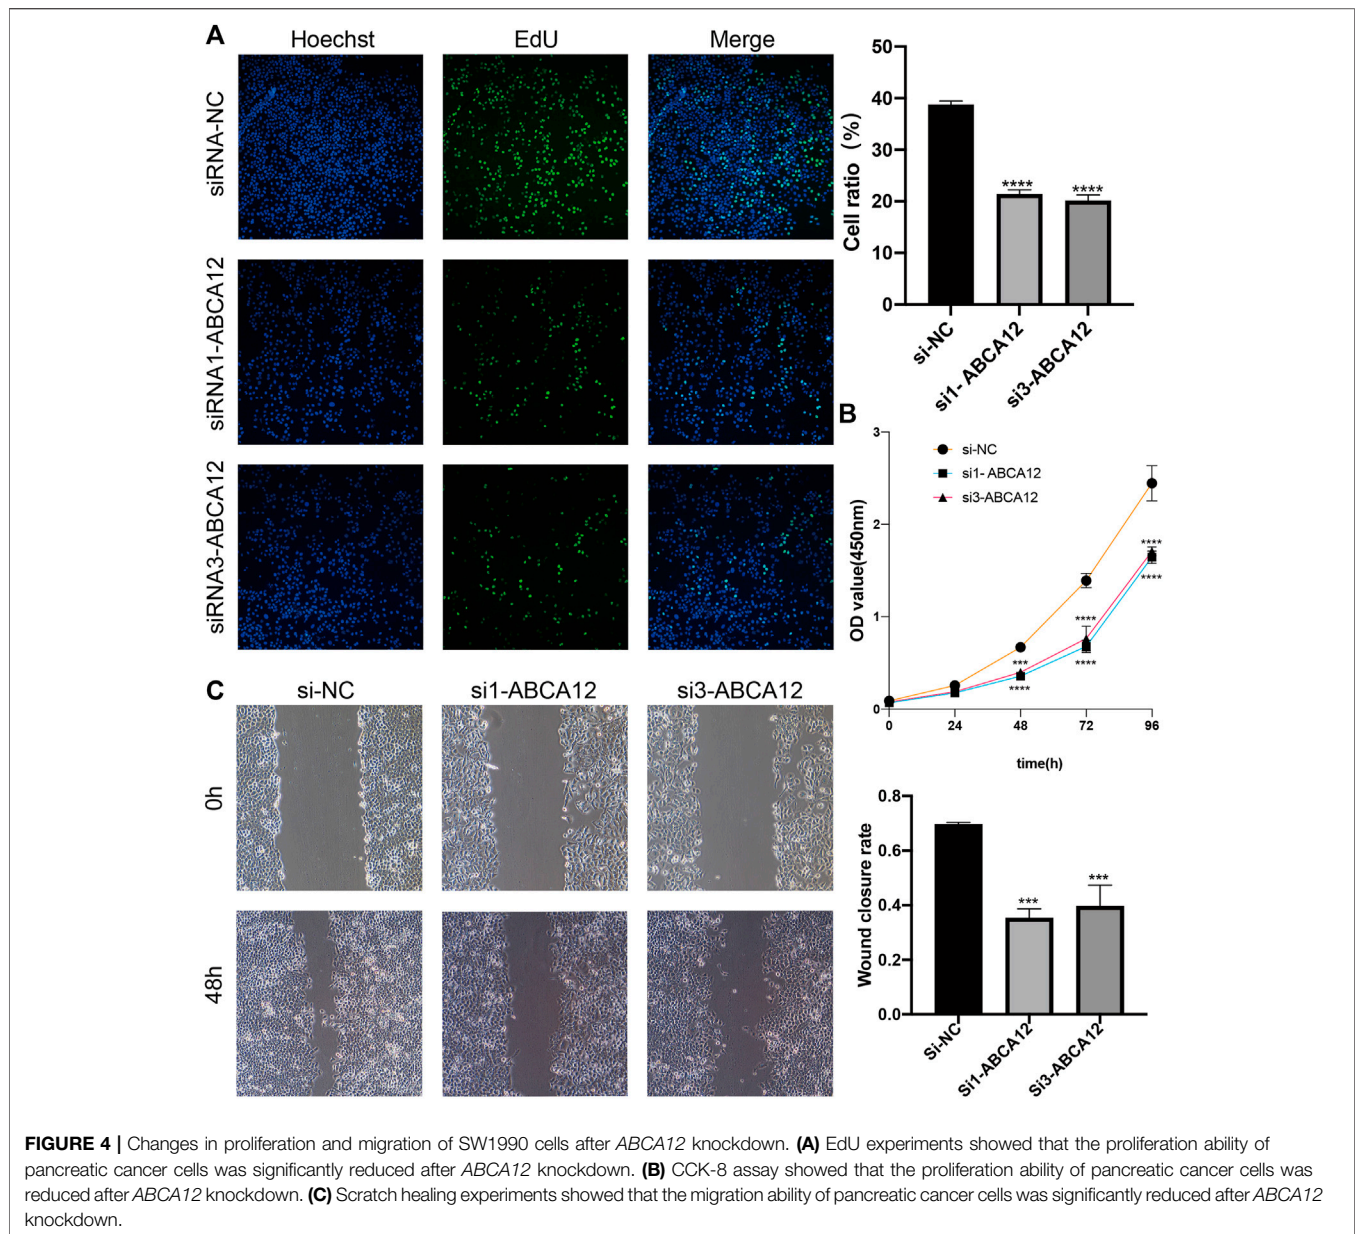 A
Hoechst
EdU
Merge
siRNA-NC
siRNA1-ABCA12
siRNA3-ABCA12
Cell ratio (%)
50
40
30
20
10
0
****
****
si-NC
si1- ABCA12
si3-ABCA12
B
OD value(450nm)
3
2
1
0
si-NC
si1- ABCA12
si3-ABCA12
***
****
****
****
****
****
0 24 48 72 96
time(h)
C
si-NC
si1-ABCA12
si3-ABCA12
0h
48h
Wound closure rate
0.8
0.6
0.4
0.2
0.0
***
***
Si-NC
Si1-ABCA12
Si3-ABCA12
FIGURE 4 | Changes in proliferation and migration of SW1990 cells after ABCA12 knockdown. (A) EdU experiments showed that the proliferation ability of
pancreatic cancer cells was significantly reduced after ABCA12 knockdown. (B) CCK-8 assay showed that the proliferation ability of pancreatic cancer cells was
reduced after ABCA12 knockdown. (C) Scratch healing experiments showed that the migration ability of pancreatic cancer cells was significantly reduced after ABCA12
knockdown.